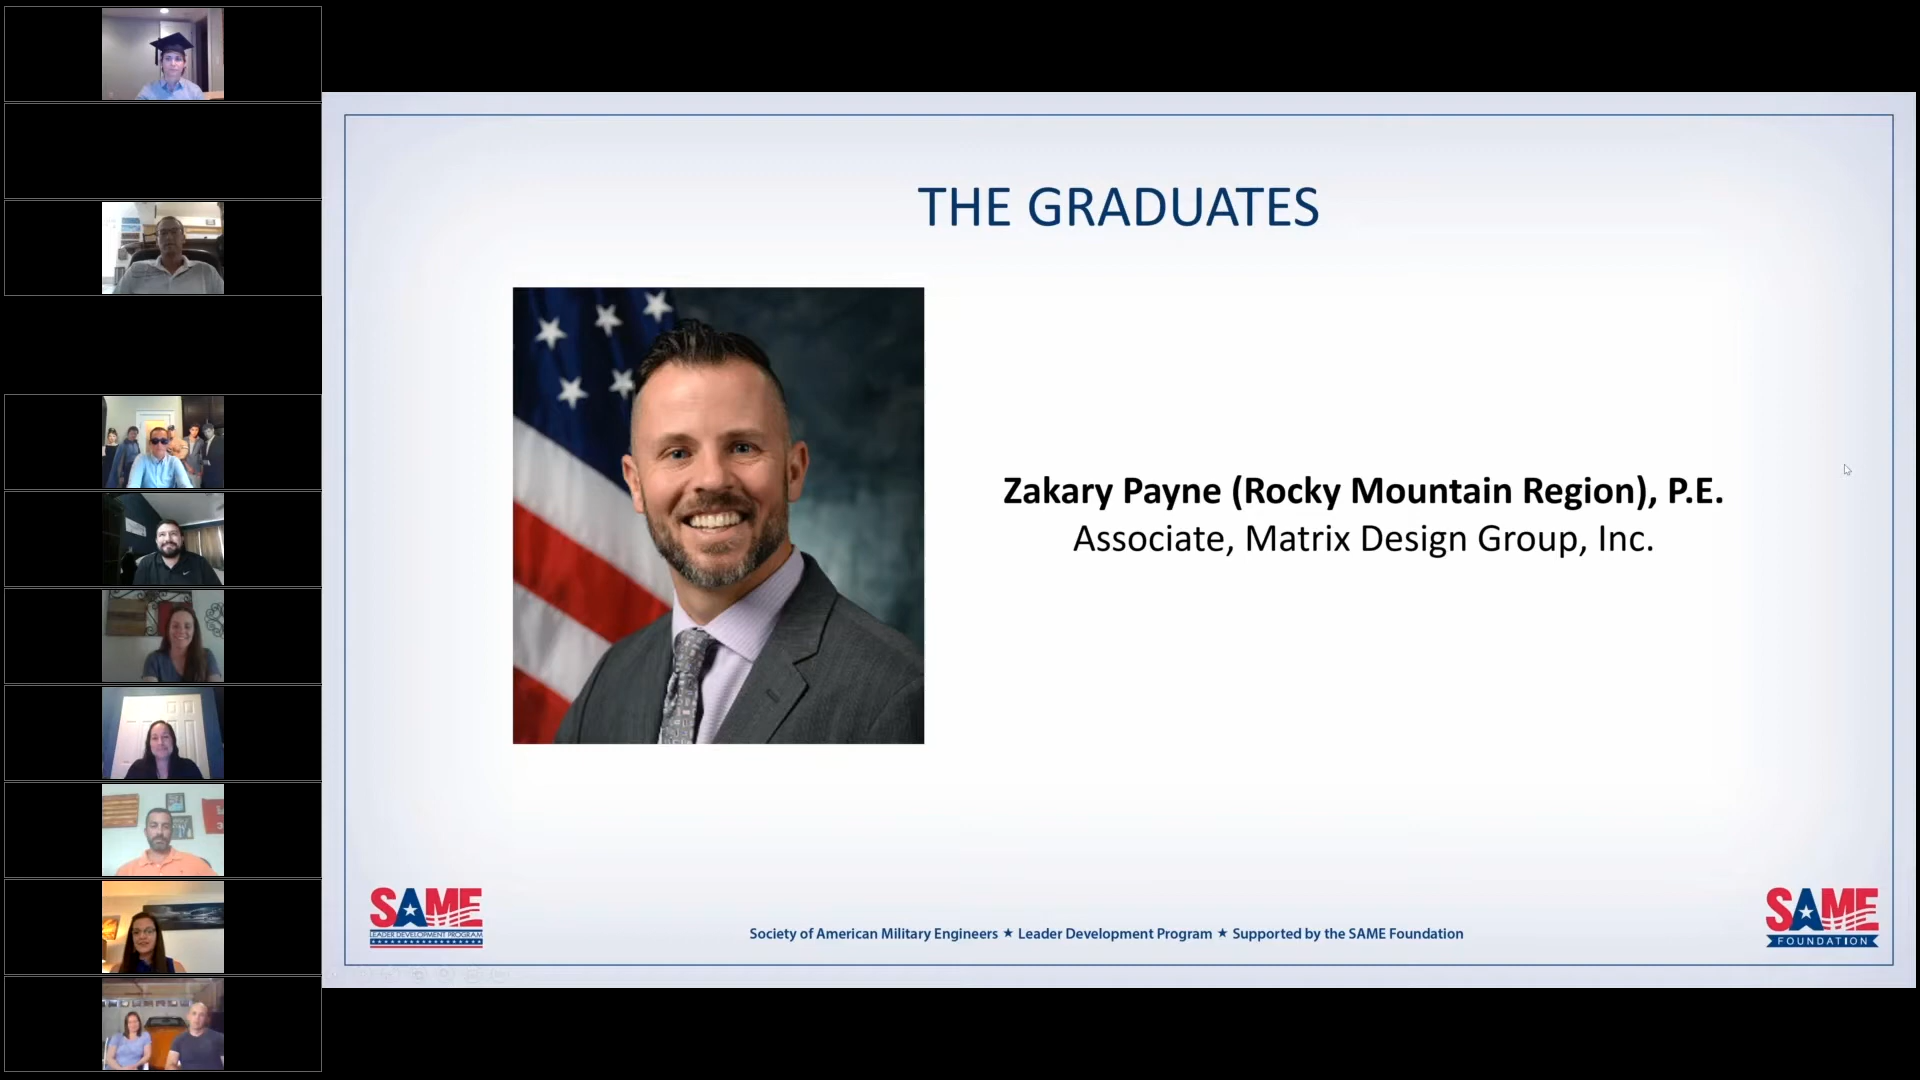 THE GRADUATES
Zakary Payne (Rocky Mountain Region), P.E.
Associate, Matrix Design Group, Inc.
SAME
LEADER DEVELOPMENT PROGRAM
Society of American Military Engineers ★ Leader Development Program ★ Supported by the SAME Foundation
SAME
FOUNDATION